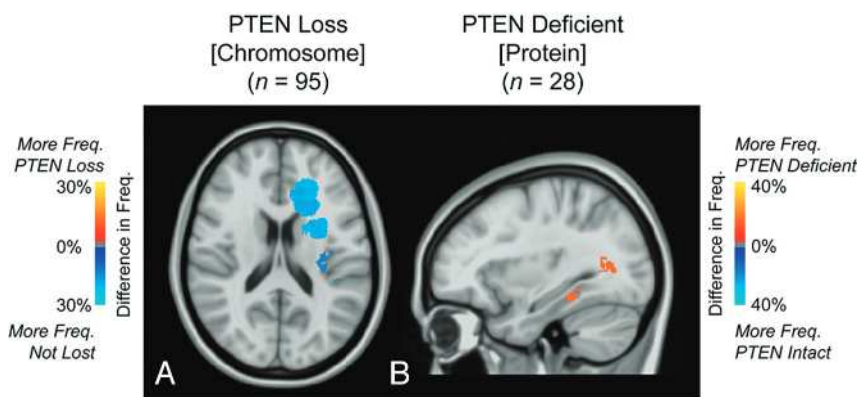 PTEN Loss
[Chromosome]
(n = 95)
PTEN Deficient
[Protein]
(n = 28)
More Freq.
PTEN Loss
30%
0%
30%
Difference in Freq.
More Freq.
Not Lost
A
B
More Freq.
PTEN Deficient
40%
0%
40%
Difference in Freq.
More Freq.
PTEN Intact